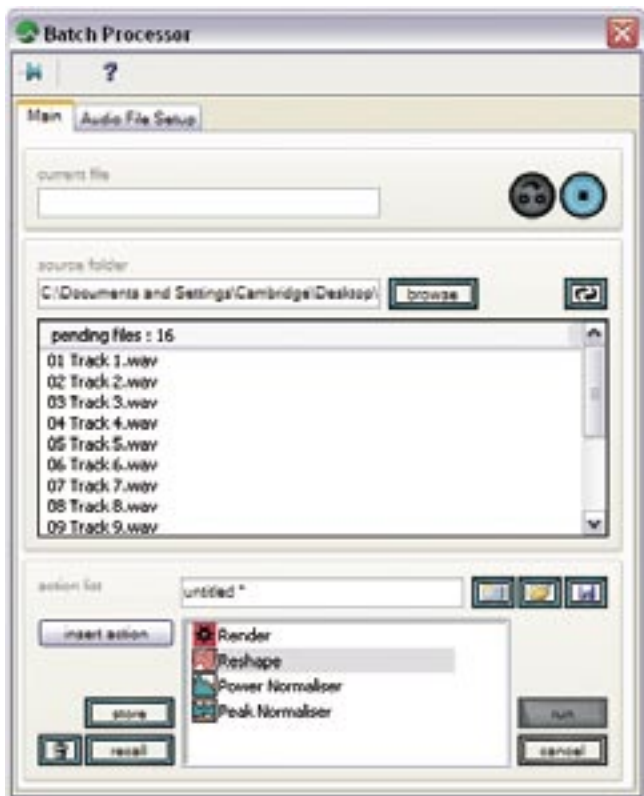 Batch Processor
?
Main Audio File Setup
current file
source folder
C:\Documents and Settings\Cambridge\Desktop\ browse
pending files : 16
01 Track 1.wav
02 Track 2.wav
03 Track 3.wav
04 Track 4.wav
05 Track 5.wav
06 Track 6.wav
07 Track 7.wav
08 Track 8.wav
09 Track 9.wav
action list untitled *
insert action
Render
Reshape
Power Normaliser
Peak Normaliser
store
recall
run
cancel